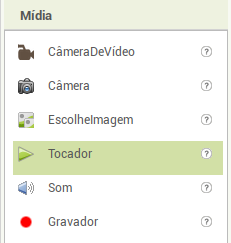 Mídia
CâmeraDeVídeo
?
Câmera
?
EscolheImagem
?
Tocador
?
Som
?
Gravador
?